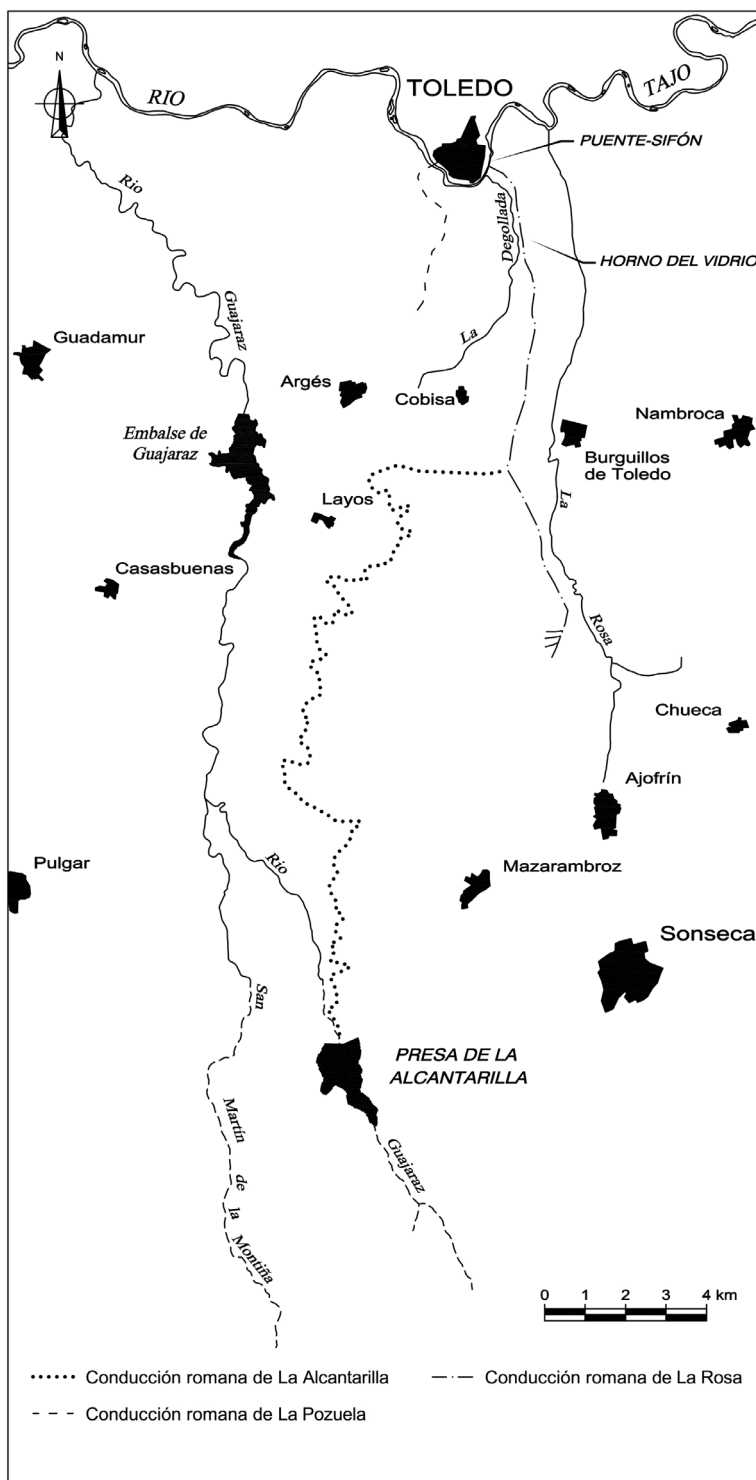 N
RIO
TAJO
TOLEDO
PUENTE-SIFÓN
Rio
Degollada
HORNO DEL VIDRIO
Guajaraz
La
Guadamur
Argés
Cobisa
Nambroca
Embalse de
Guajaraz
Burguillos
de Toledo
La
Layos
Casasbuenas
Rosa
Chueca
Ajofrín
Rio
Pulgar
Mazarambroz
Sonseca
San
PRESA DE LA
ALCANTARILLA
Martín
de
la
Montiña
Guajaraz
0 1 2 3 4 km
Conducción romana de La Alcantarilla
Conducción romana de La Rosa
Conducción romana de La Pozuela